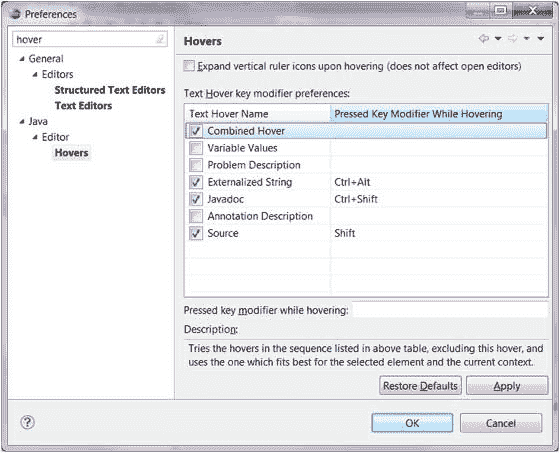 Preferences
hover
General
Editors
Structured Text Editors
Text Editors
Java
Editor
Hovers
Hovers
Expand vertical ruler icons upon hovering (does not affect open editors)
Text Hover key modifier preferences:
Text Hover Name Pressed Key Modifier While Hovering
Combined Hover
Variable Values
Problem Description
Externalized String Ctrl+Alt
Javadoc Ctrl+Shift
Annotation Description
Source Shift
Pressed key modifier while hovering:
Description:
Tries the hovers in the sequence listed in above table, excluding this hover, and
uses the one which fits best for the selected element and the current context.
Restore Defaults Apply
OK Cancel